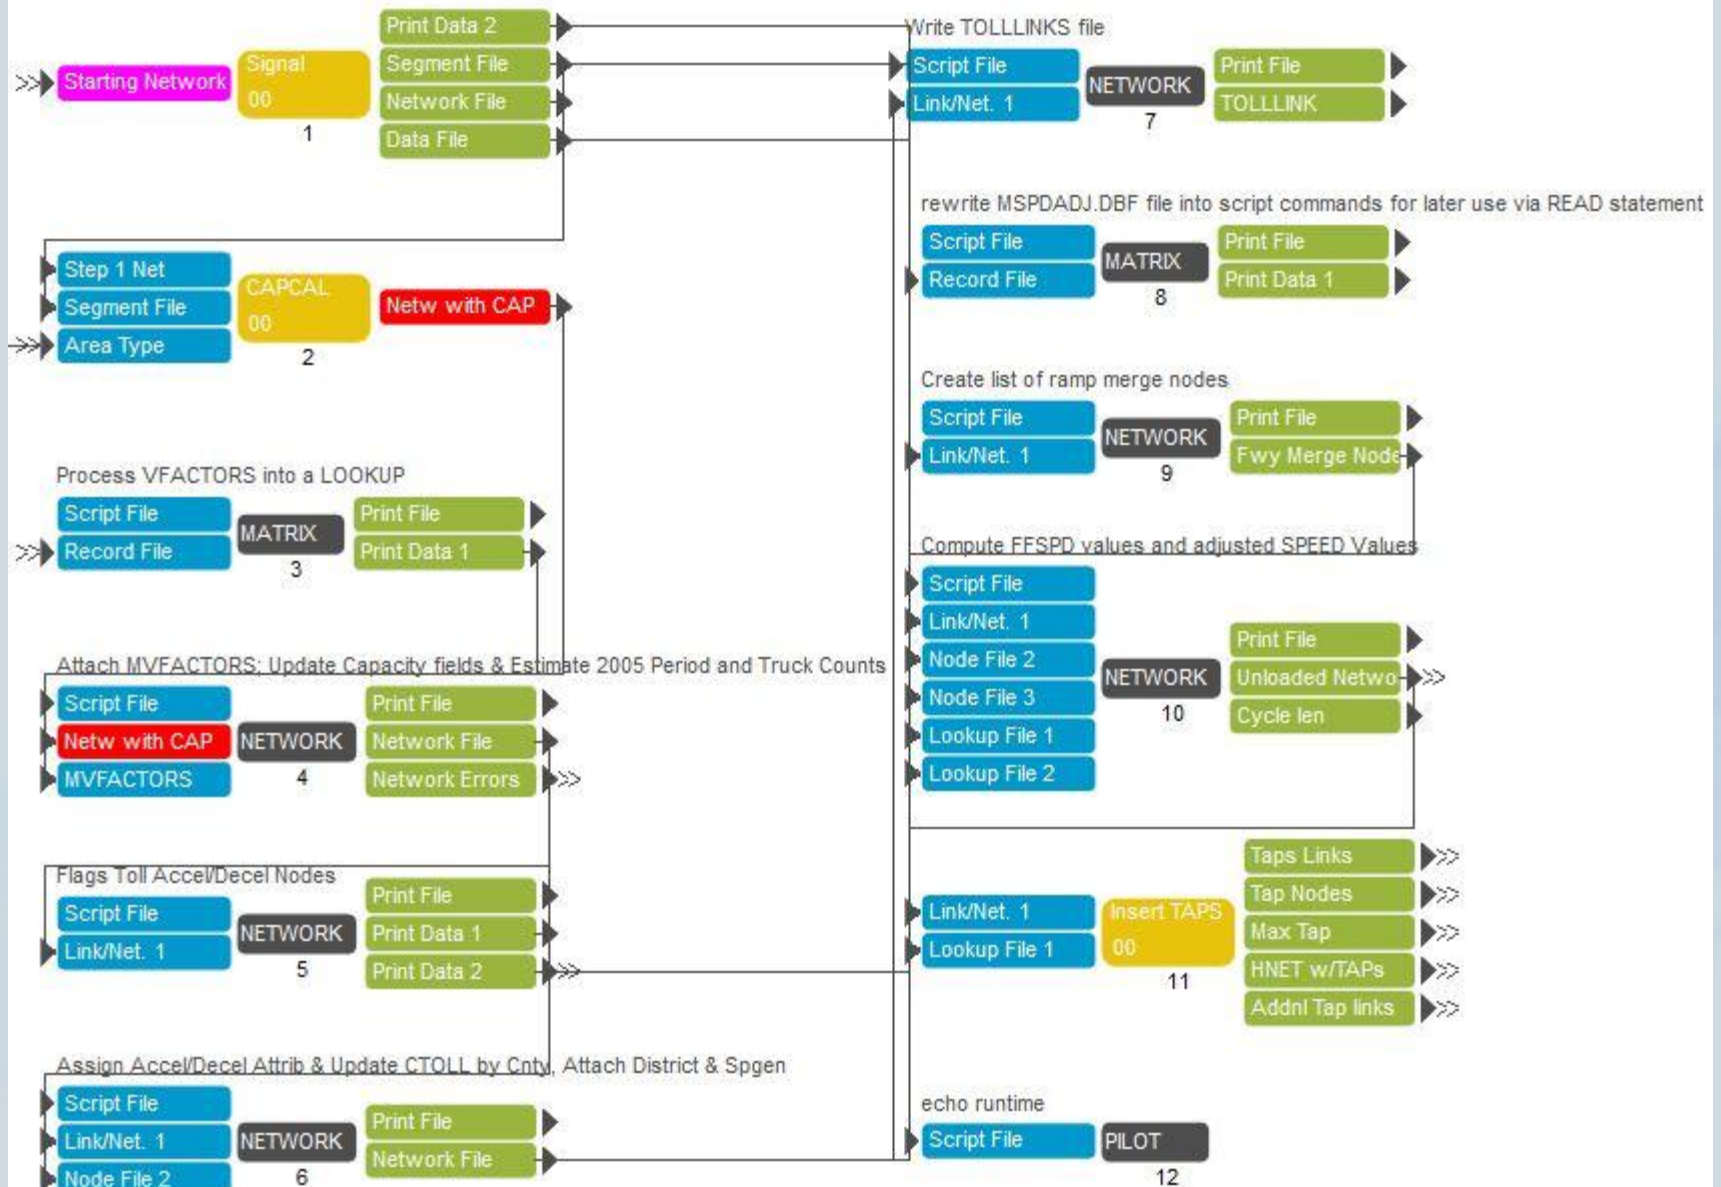 Starting Network
Signal
00
1
Print Data 2
Segment File
Network File
Data File
Step 1 Net
Segment File
Area Type
CAPCAL
00
2
Netw with CAP
Process VFACTORS into a LOOKUP
Script File
Record File
MATRIX
3
Print File
Print Data 1
Attach MVFACTORS; Update Capacity fields & Estimate 2005 Period and Truck Counts
Script File
Netw with CAP
MVFACTORS
NETWORK
4
Print File
Network File
Network Errors
Flags Toll Accel/Decel Nodes
Script File
Link/Net. 1
NETWORK
5
Print File
Print Data 1
Print Data 2
Assign Accel/Decel Attrib & Update CTOLL by Cnty, Attach District & Spgen
Script File
Link/Net. 1
Node File 2
NETWORK
6
Print File
Network File
Write TOLLLINKS file
Script File
Link/Net. 1
NETWORK
7
Print File
TOLLLINK
rewrite MSPDADJ.DBF file into script commands for later use via READ statement
Script File
Record File
MATRIX
8
Print File
Print Data 1
Create list of ramp merge nodes
Script File
Link/Net. 1
NETWORK
9
Print File
Fwy Merge Node
Compute FFSPD values and adjusted SPEED Values
Script File
Link/Net. 1
Node File 2
Node File 3
Lookup File 1
Lookup File 2
NETWORK
10
Print File
Unloaded Netwo
Cycle len
Link/Net. 1
Lookup File 1
Insert TAPS
00
11
Taps Links
Tap Nodes
Max Tap
HNET w/TAPs
Addnl Tap links
echo runtime
Script File
PILOT
12